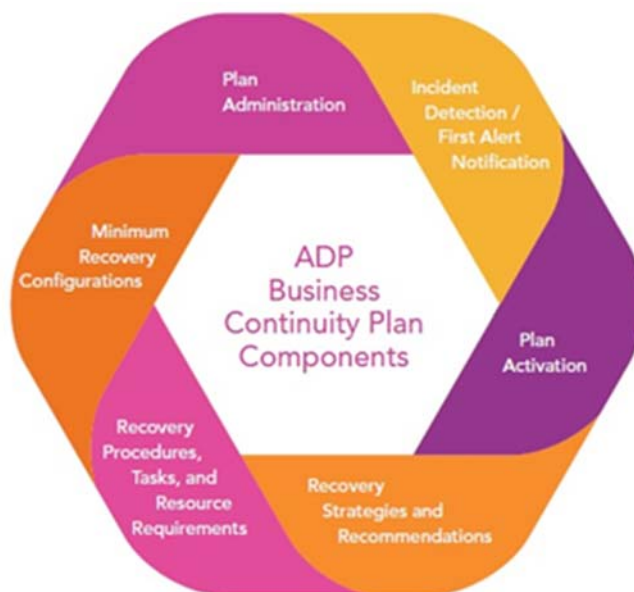 Plan
Administration
Incident
Detection /
First Alert
Notification
Plan
Activation
Recovery
Strategies and
Recommendations
Recovery
Procedures,
Tasks, and
Resource
Requirements
Minimum
Recovery
Configurations
ADP
Business
Continuity Plan
Components